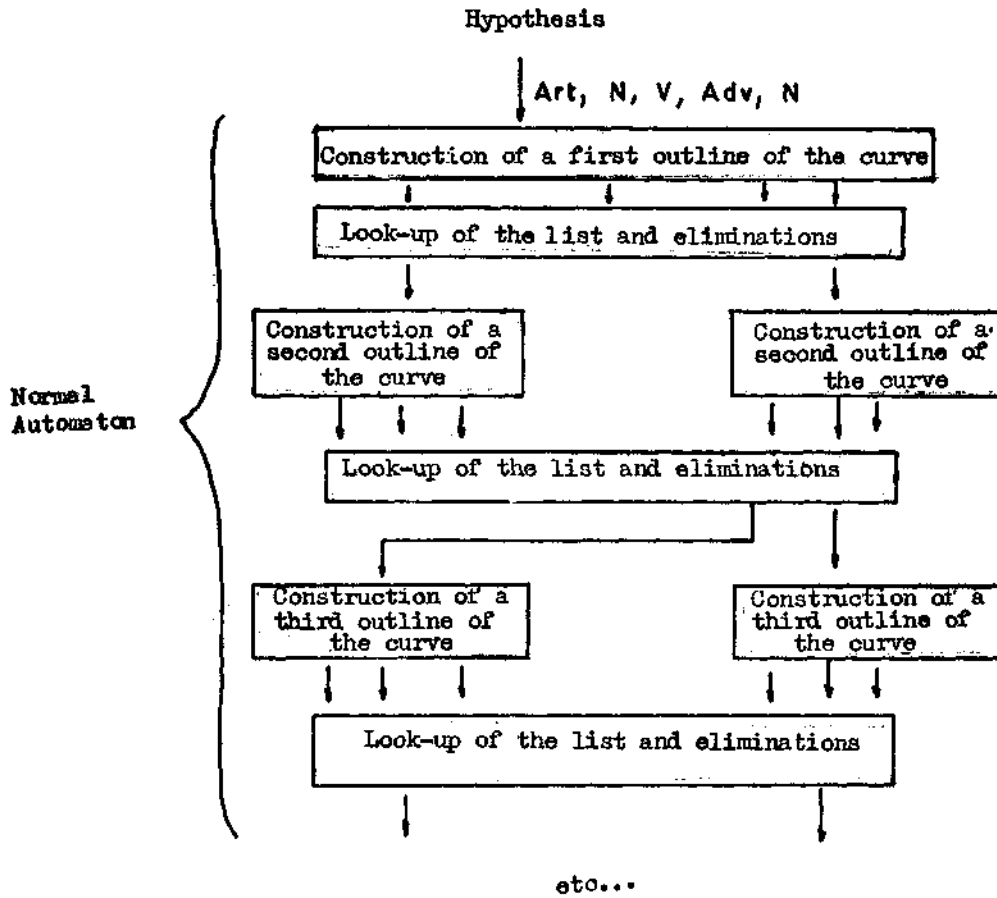 Hypothesis
Art, N, V, Adv, N
Construction of a first outline of the curve
Look-up of the list and eliminations
Construction of a
second outline of
the curve
Construction of a
second outline of
the curve
Normal
Automaton
Look-up of the list and eliminations
Construction of a
third outline of
the curve
Construction of a
third outline of
the curve
Look-up of the list and eliminations
etc...